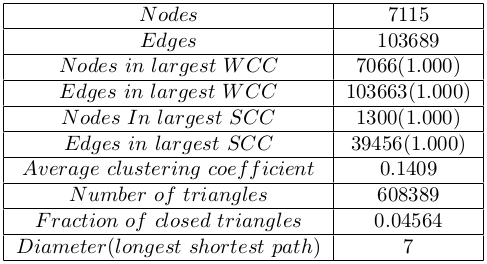 Nodes 7115
Edges 103689
Nodes in largest WCC 7066(1.000)
Edges in largest WCC 103663(1.000)
Nodes In largest SCC 1300(1.000)
Edges in largest SCC 39456(1.000)
Average clustering coefficient 0.1409
Number of triangles 608389
Fraction of closed triangles 0.04564
Diameter(longest shortest path) 7